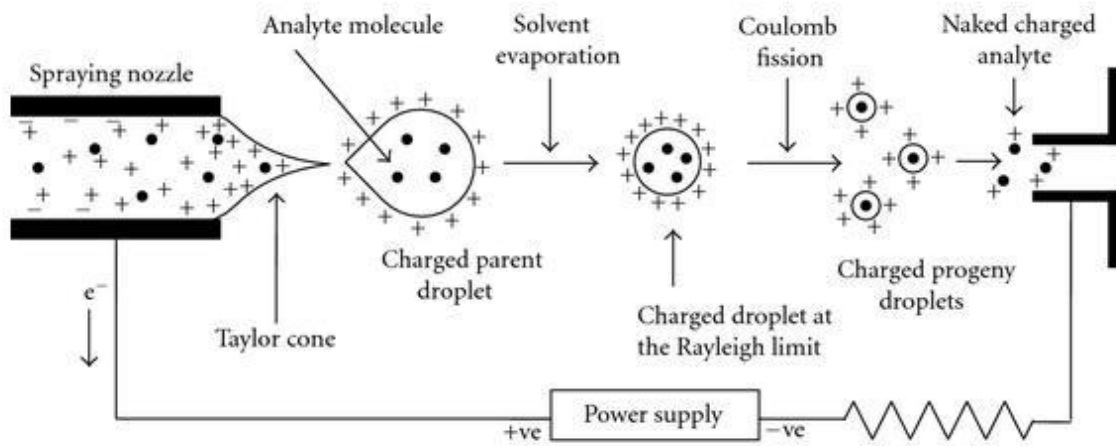 Analyte molecule
Solvent
evaporation
Coulomb
fission
Naked charged
analyte
Spraying nozzle
Charged parent
droplet
Charged progeny
droplets
e⁻
Taylor cone
Charged droplet at
the Rayleigh limit
+ve
Power supply
−ve